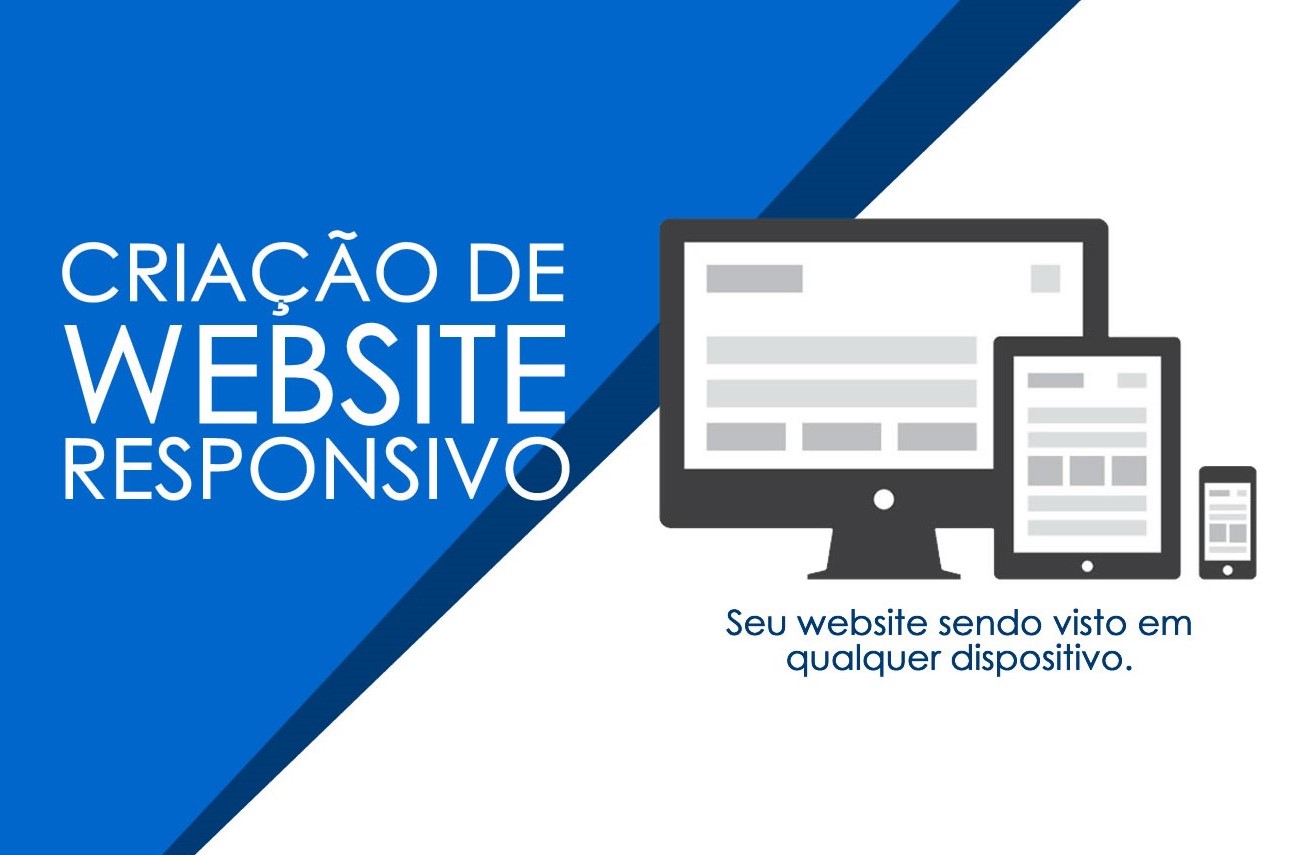 CRIAÇÃO DE
WEBSITE
RESPONSIVO
Seu website sendo visto em
qualquer dispositivo.